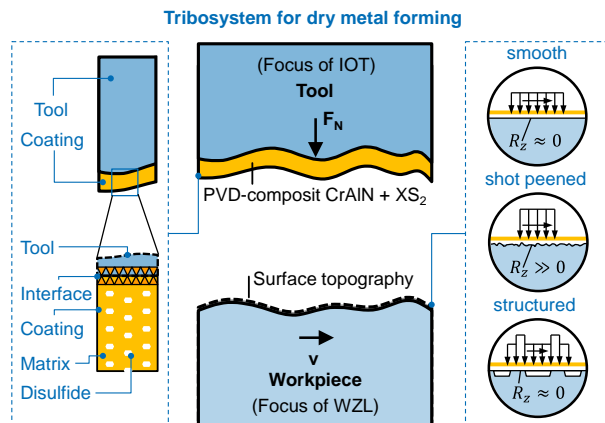 Tribosystem for dry metal forming
Tool
Coating
Tool
Interface
Coating
Matrix
Disulfide
(Focus of IOT)
Tool
F_N
PVD-composit CrAlN + XS₂
Surface topography
v
Workpiece
(Focus of WZL)
smooth
R_z ≈ 0
shot peened
R_z ≫ 0
structured
R_z ≈ 0